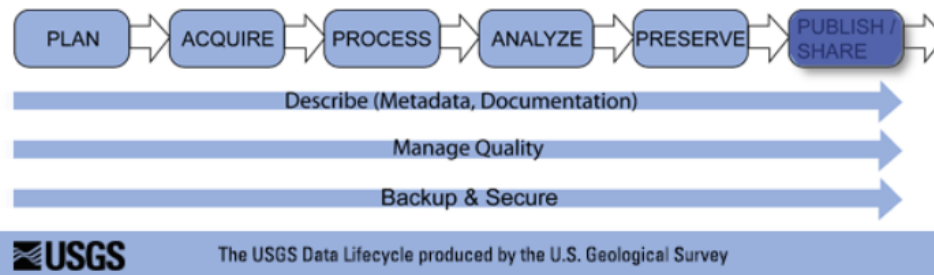 PLAN
ACQUIRE
PROCESS
ANALYZE
PRESERVE
PUBLISH /
SHARE
Describe (Metadata, Documentation)
Manage Quality
Backup & Secure
USGS
The USGS Data Lifecycle produced by the U.S. Geological Survey